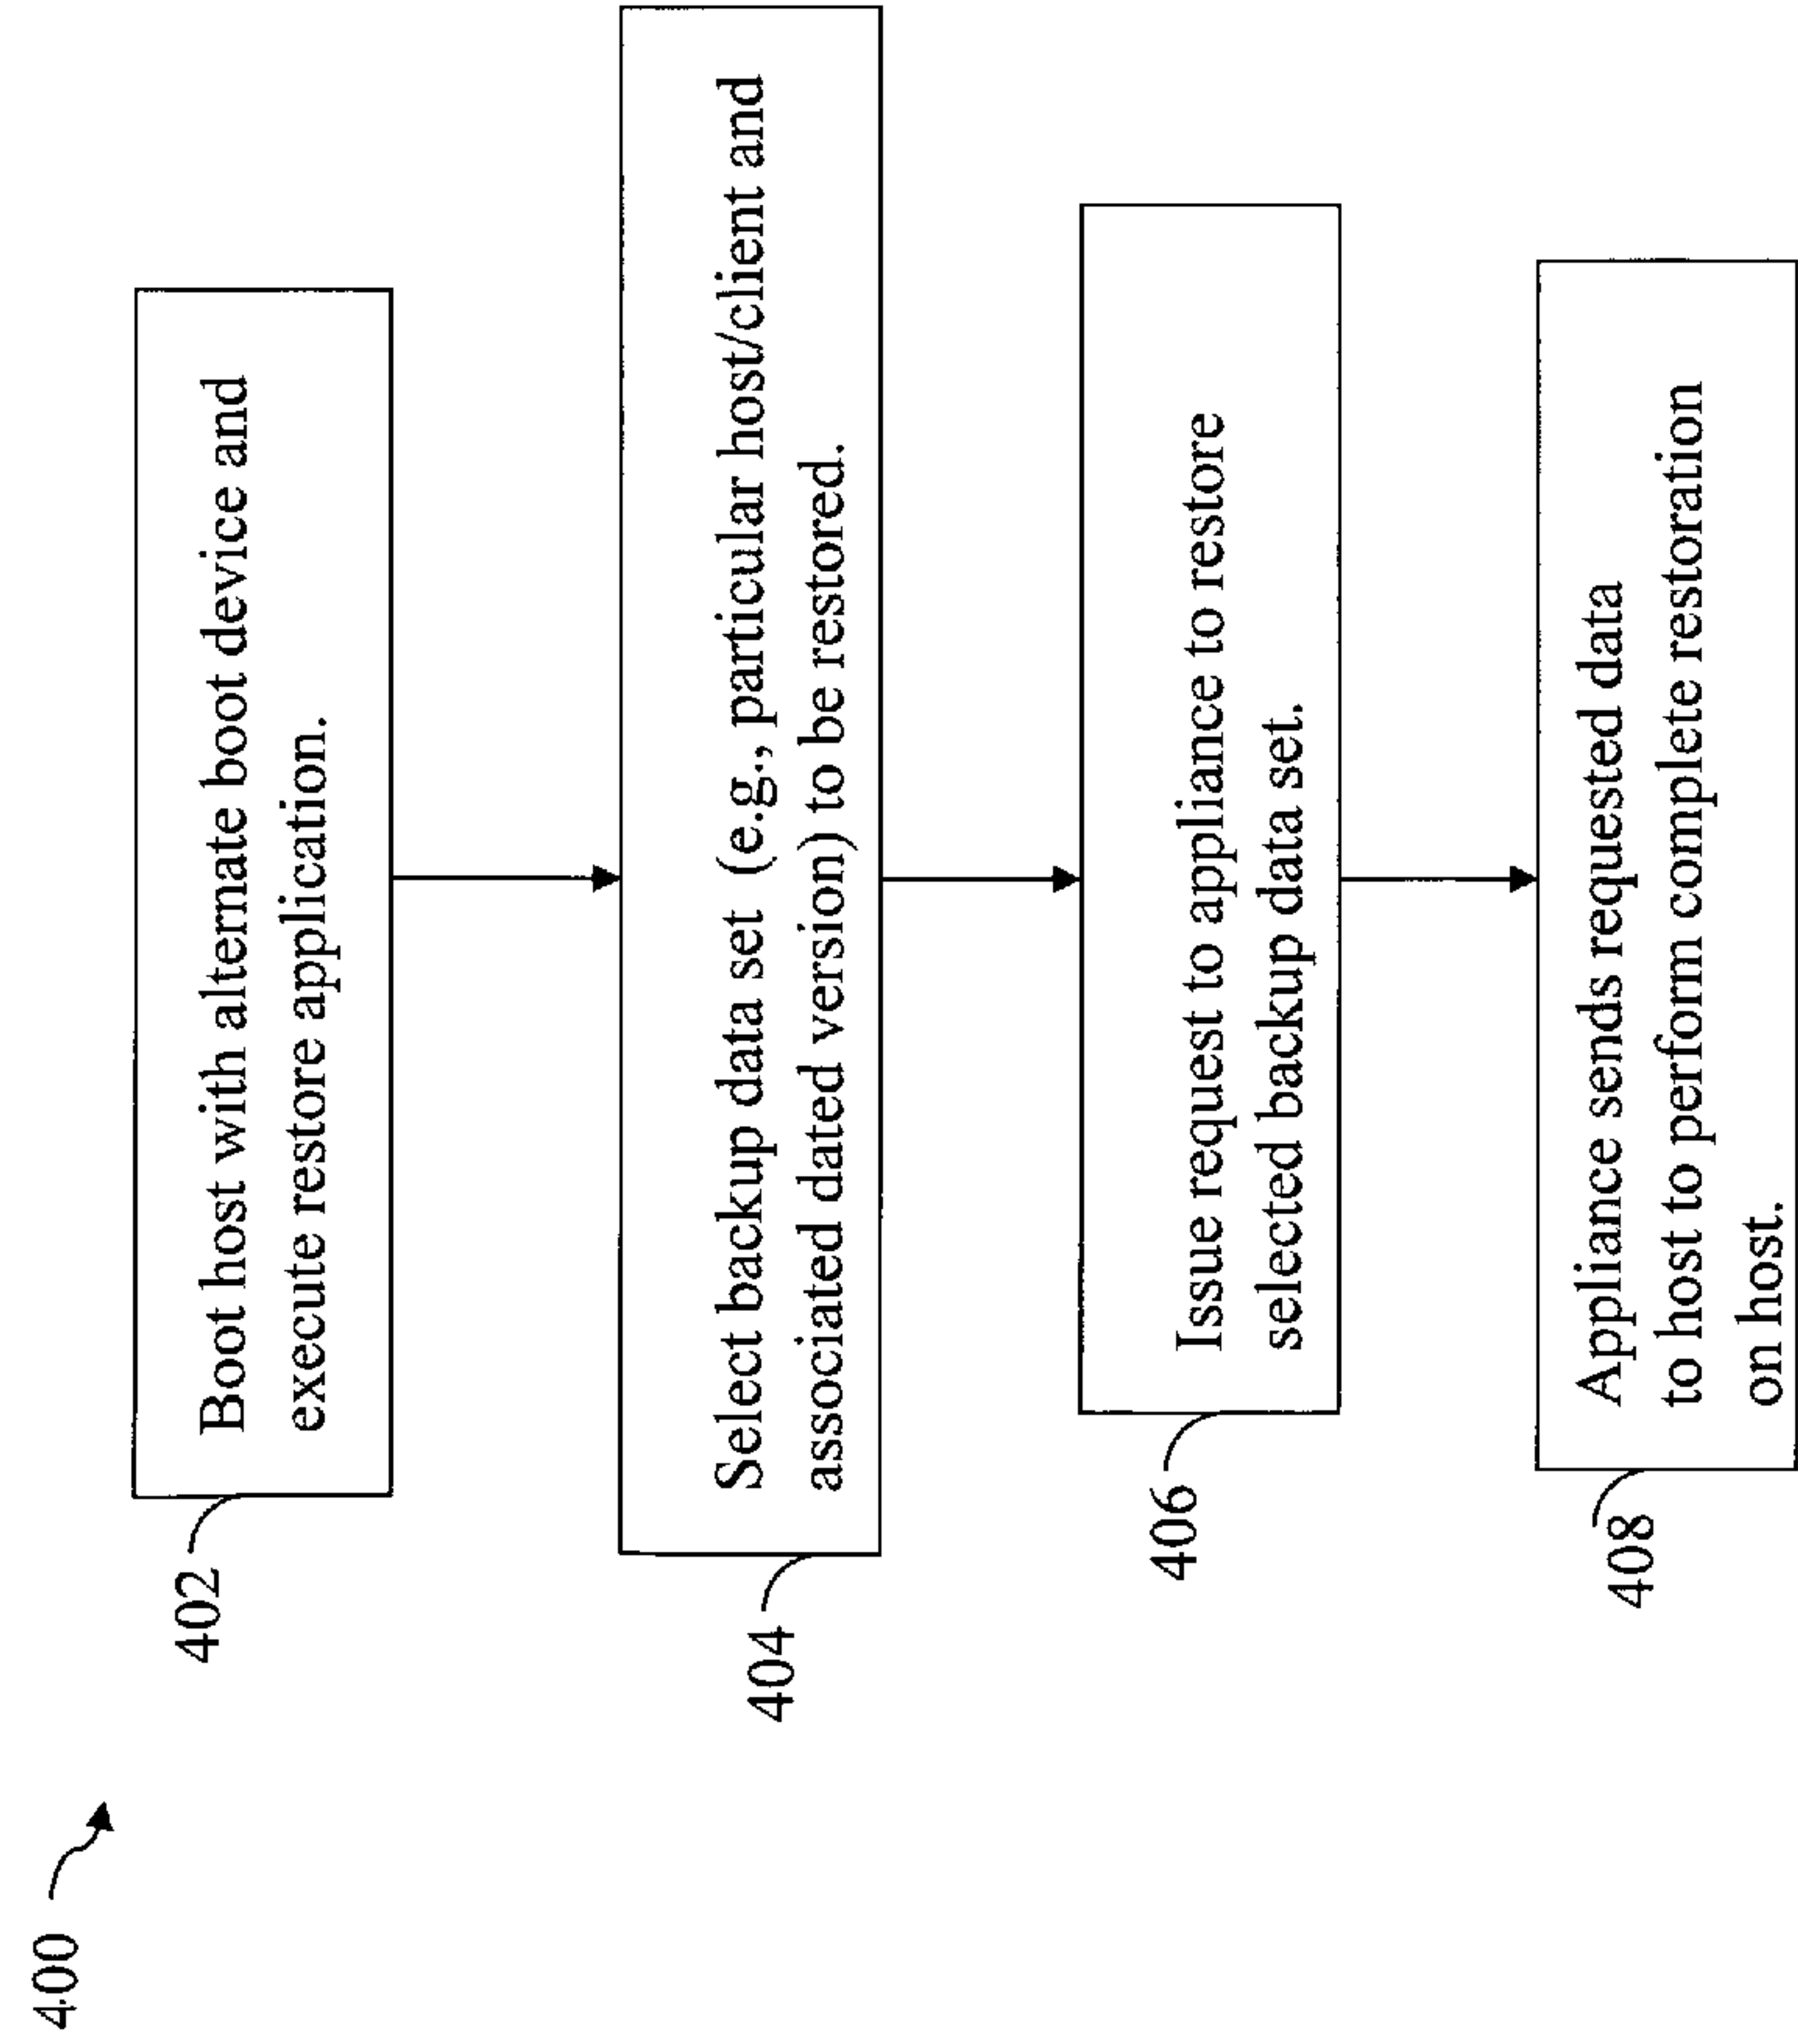 400
402
Boot host with alternate boot device and
execute restore application.
404
Select backup data set (e.g., particular host/client and
associated dated version) to be restored.
406
Issue request to appliance to restore
selected backup data set.
408
Appliance sends requested data
to host to perform complete restoration
on host.